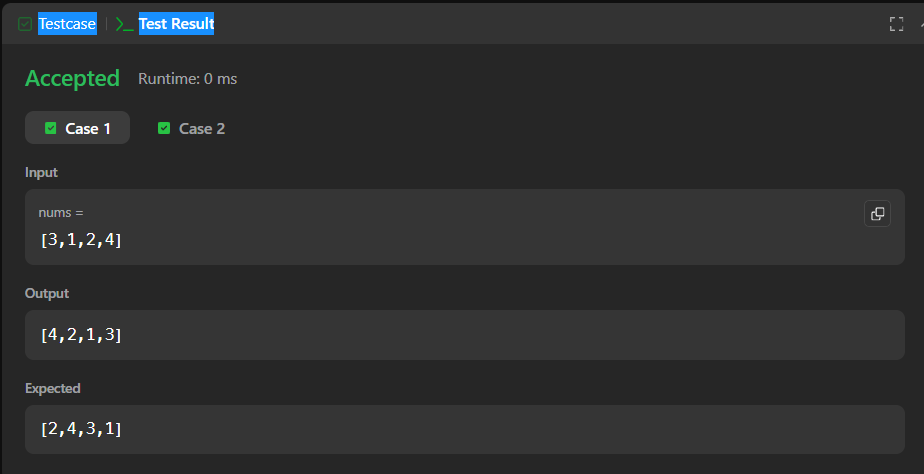 Testcase | Test Result
Accepted Runtime: 0 ms
Case 1 Case 2
Input
nums =
[3,1,2,4]
Output
[4,2,1,3]
Expected
[2,4,3,1]